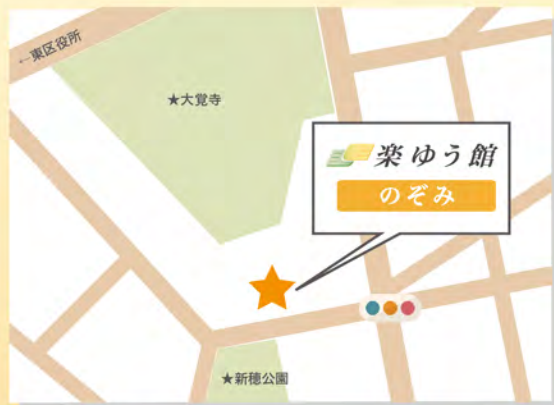 ←東区役所
★大覚寺
楽ゆう館
のぞみ
★新穂公園